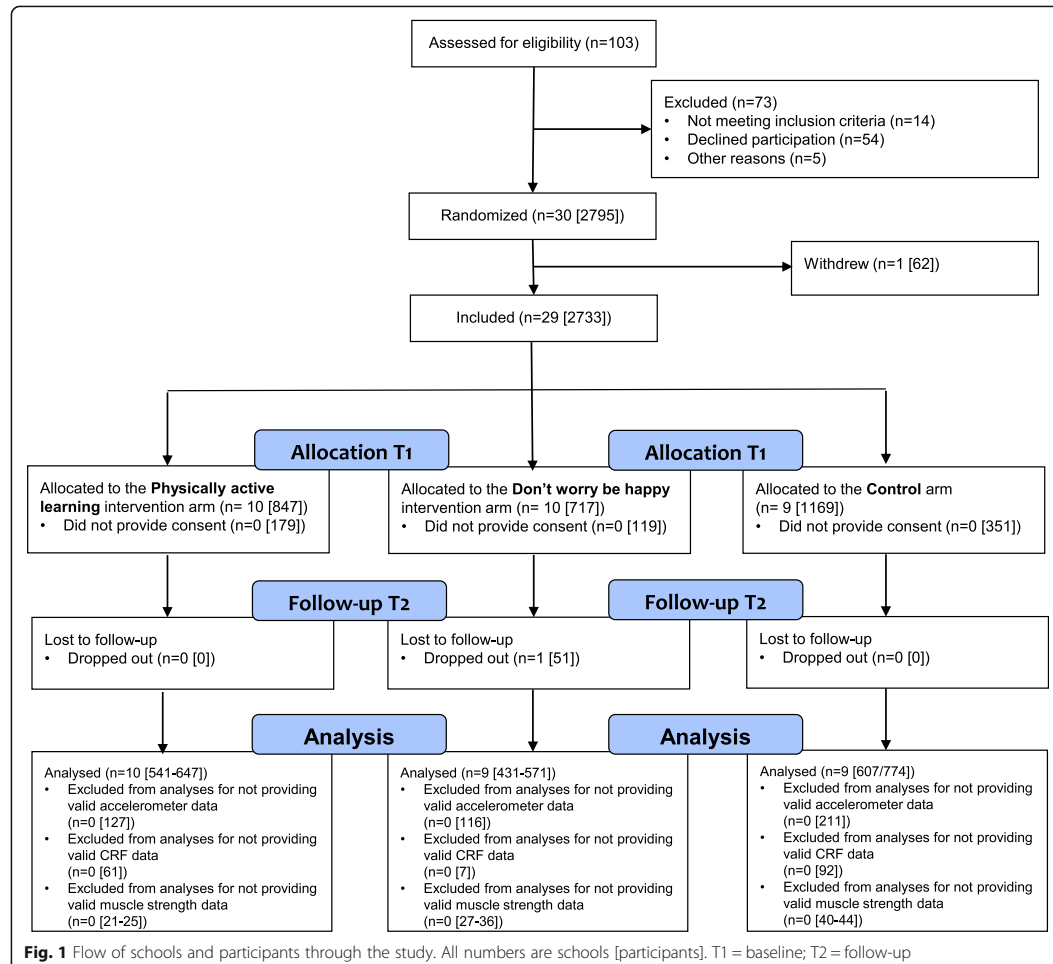 Assessed for eligibility (n=103)
Excluded (n=73)
• Not meeting inclusion criteria (n=14)
• Declined participation (n=54)
• Other reasons (n=5)
Randomized (n=30 [2795])
Withdrew (n=1 [62])
Included (n=29 [2733])
Allocation T1
Allocation T1
Allocated to the Physically active
learning intervention arm (n= 10 [847])
• Did not provide consent (n=0 [179])
Allocated to the Don't worry be happy
intervention arm (n= 10 [717])
• Did not provide consent (n=0 [119])
Allocated to the Control arm
(n= 9 [1169])
• Did not provide consent (n=0 [351])
Follow-up T2
Follow-up T2
Lost to follow-up
• Dropped out (n=0 [0])
Lost to follow-up
• Dropped out (n=1 [51])
Lost to follow-up
• Dropped out (n=0 [0])
Analysis
Analysis
Analysed (n=10 [541-647])
• Excluded from analyses for not providing
valid accelerometer data
(n=0 [127])
• Excluded from analyses for not providing
valid CRF data
(n=0 [61])
• Excluded from analyses for not providing
valid muscle strength data
(n=0 [21-25])
Analysed (n=9 [431-571])
• Excluded from analyses for not providing
valid accelerometer data
(n=0 [116])
• Excluded from analyses for not providing
valid CRF data
(n=0 [7])
• Excluded from analyses for not providing
valid muscle strength data
(n=0 [27-36])
Analysed (n=9 [607/774])
• Excluded from analyses for not providing
valid accelerometer data
(n=0 [211])
• Excluded from analyses for not providing
valid CRF data
(n=0 [92])
• Excluded from analyses for not providing
valid muscle strength data
(n=0 [40-44])
Fig. 1 Flow of schools and participants through the study. All numbers are schools [participants]. T1 = baseline; T2 = follow-up